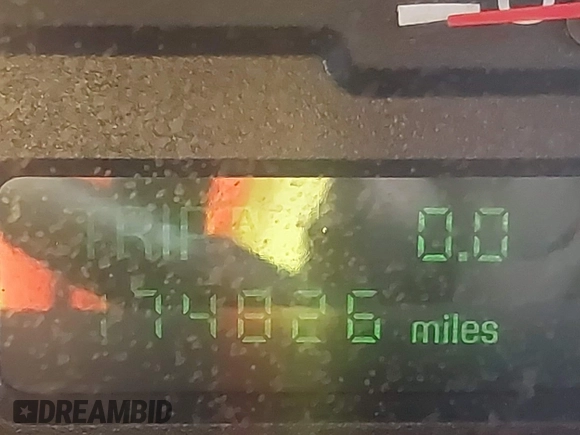 TRIP A 0.0
174826 miles
DREAMBID